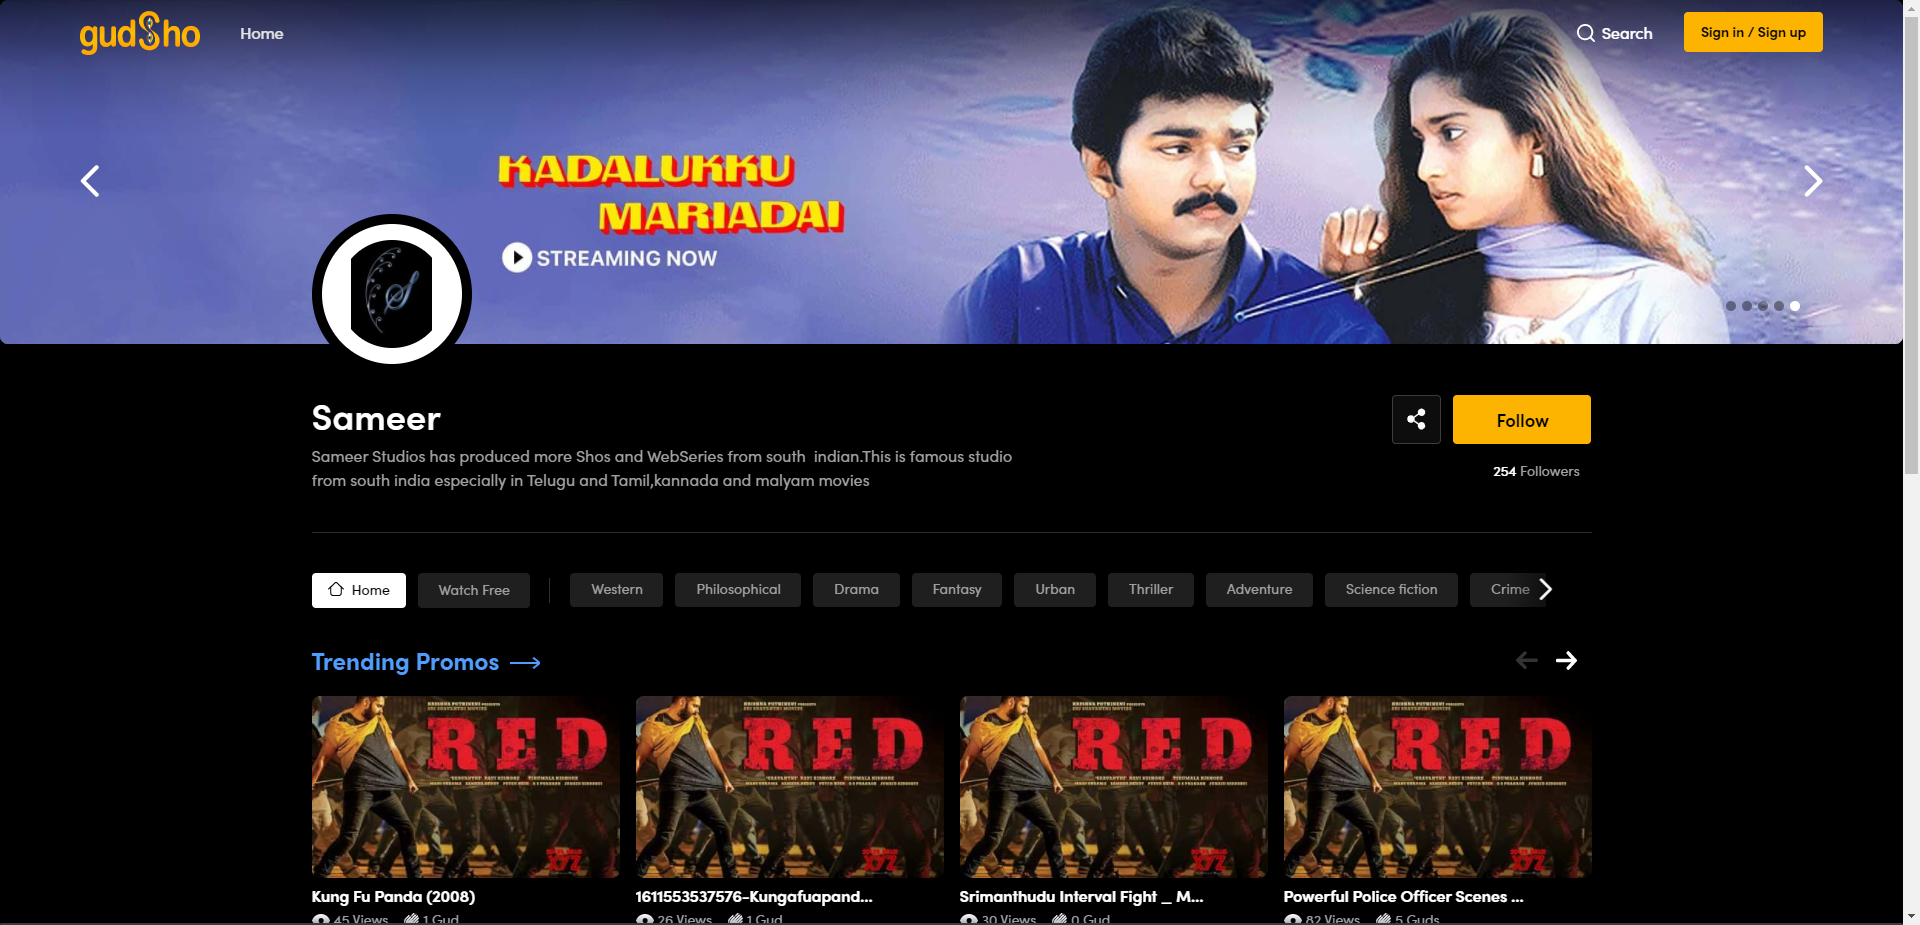 gudSho
Home
Search
Sign in / Sign up
KADALUKKU
MARIADAI
STREAMING NOW
Sameer
Follow
Sameer Studios has produced more Shos and WebSeries from south  indian.This is famous studio
from south india especially in Telugu and Tamil,kannada and malyam movies
254 Followers
Home
Watch Free
Western
Philosophical
Drama
Fantasy
Urban
Thriller
Adventure
Science fiction
Crime
Trending Promos
RED
RED
RED
RED
Kung Fu Panda (2008)
1611553537576-Kungafuapand...
Srimanthudu Interval Fight _ M...
Powerful Police Officer Scenes ...
45 Views
1 Gud
26 Views
1 Gud
30 Views
0 Gud
82 Views
5 Guds